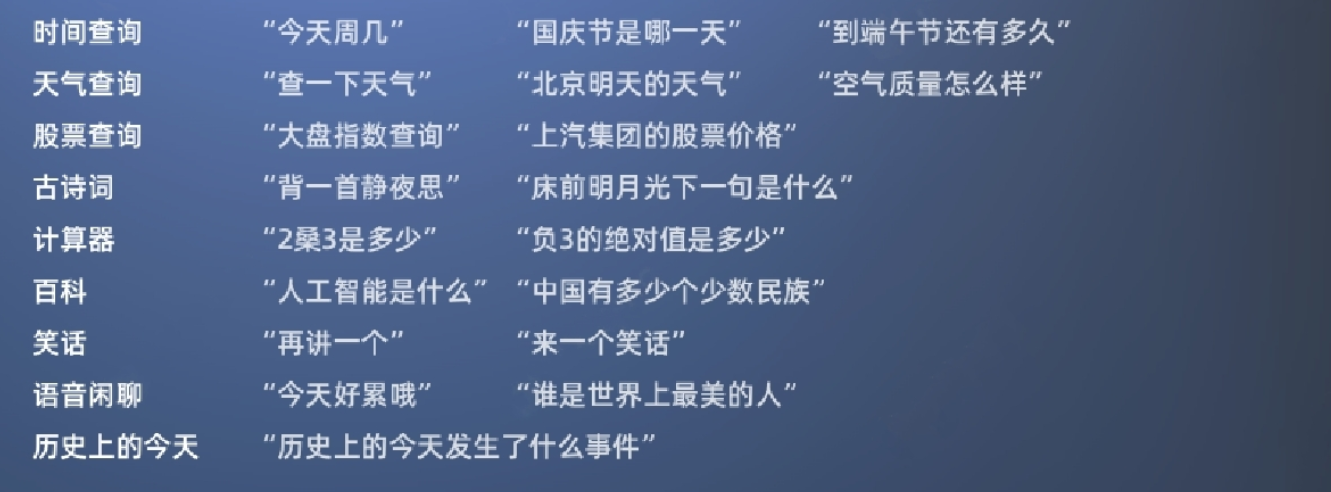 时间查询 “今天周几” “国庆节是哪一天” “到端午节还有多久”
天气查询 “查一下天气” “北京明天的天气” “空气质量怎么样”
股票查询 “大盘指数查询” “上汽集团的股票价格”
古诗词 “背一首静夜思” “床前明月光下一句是什么”
计算器 “2桑3是多少” “负3的绝对值是多少”
百科 “人工智能是什么” “中国有多少个少数民族”
笑话 “再讲一个” “来一个笑话”
语音闲聊 “今天好累哦” “谁是世界上最美的人”
历史上的今天 “历史上的今天发生了什么事件”